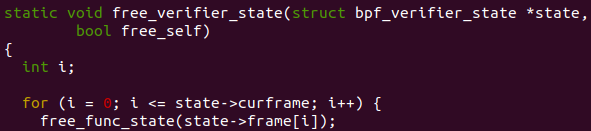 static void free_verifier_state(struct bpf_verifier_state *state,
        bool free_self)
{
  int i;

  for (i = 0; i <= state->curframe; i++) {
    free_func_state(state->frame[i]);